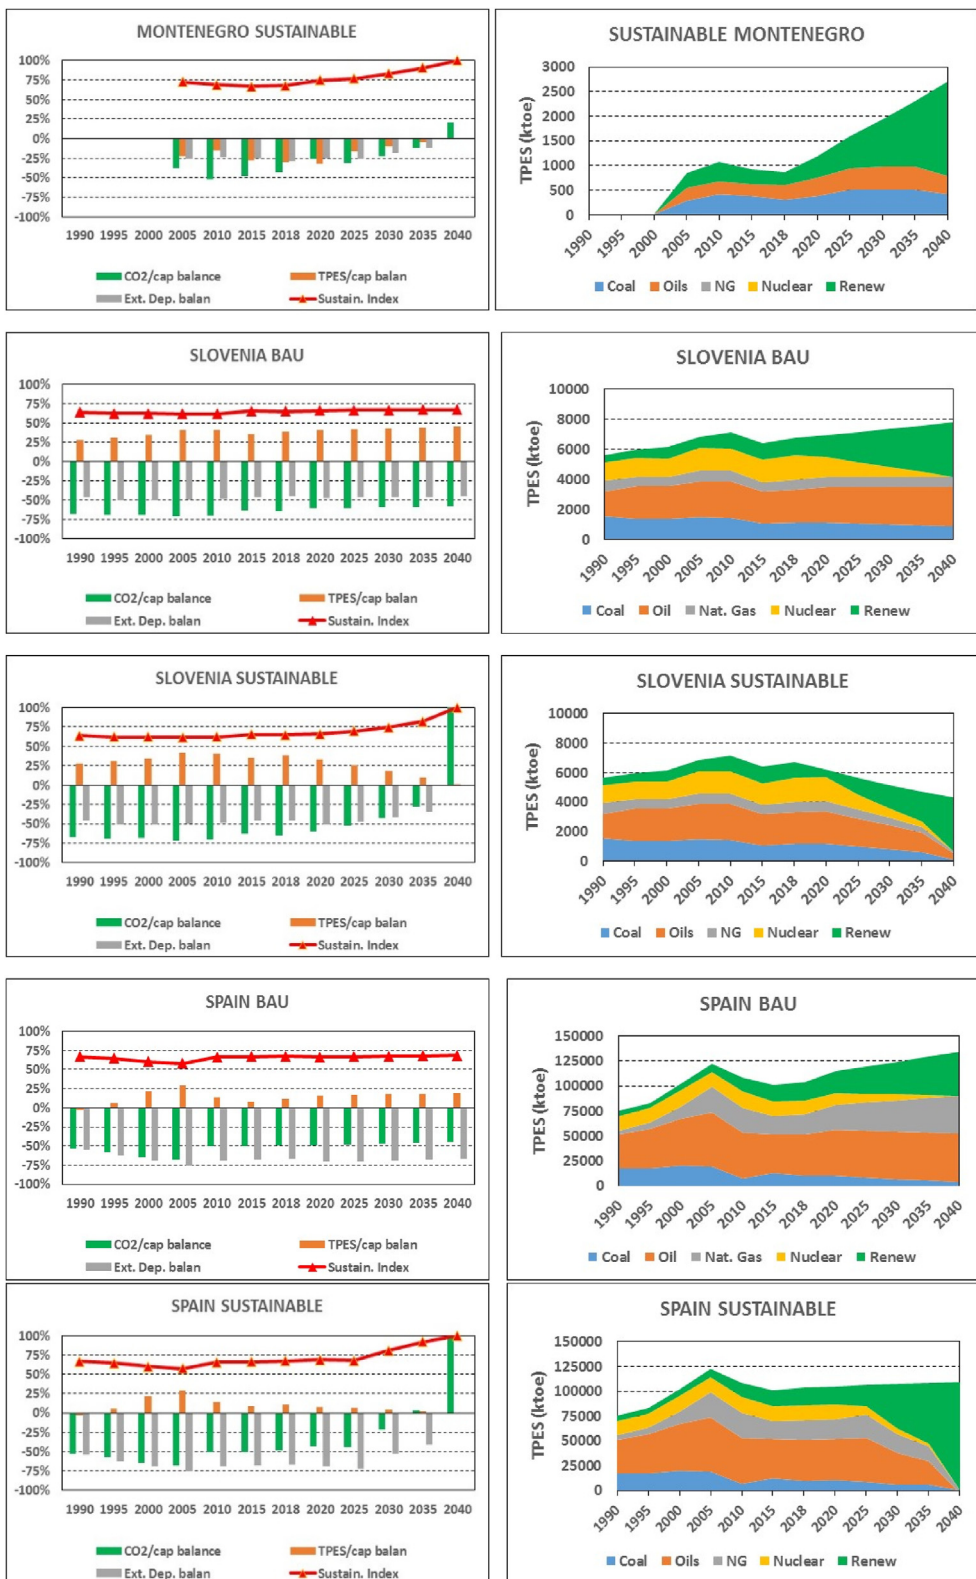 MONTENEGRO SUSTAINABLE
100%
75%
50%
25%
0%
-25%
-50%
-75%
-100%
1990 1995 2000 2005 2010 2015 2018 2020 2025 2030 2035 2040
CO2/cap balance TPES/cap balan
Ext. Dep. balan Sustain. Index
SUSTAINABLE MONTENEGRO
TPES (ktoe)
3000
2500
2000
1500
1000
500
0
1990 1995 2000 2005 2010 2015 2018 2020 2025 2030 2035 2040
Coal Oils NG Nuclear Renew
SLOVENIA BAU
100%
75%
50%
25%
0%
-25%
-50%
-75%
-100%
1990 1995 2000 2005 2010 2015 2018 2020 2025 2030 2035 2040
CO2/cap balance TPES/cap balan
Ext. Dep. balan Sustain. Index
SLOVENIA BAU
TPES (ktoe)
10000
8000
6000
4000
2000
0
1990 1995 2000 2005 2010 2015 2018 2020 2025 2030 2035 2040
Coal Oil Nat. Gas Nuclear Renew
SLOVENIA SUSTAINABLE
100%
75%
50%
25%
0%
-25%
-50%
-75%
-100%
1990 1995 2000 2005 2010 2015 2018 2020 2025 2030 2035 2040
CO2/cap balance TPES/cap balan
Ext. Dep. balan Sustain. Index
SLOVENIA SUSTAINABLE
TPES (ktoe)
10000
8000
6000
4000
2000
0
1990 1995 2000 2005 2010 2015 2018 2020 2025 2030 2035 2040
Coal Oils NG Nuclear Renew
SPAIN BAU
100%
75%
50%
25%
0%
-25%
-50%
-75%
-100%
1990 1995 2000 2005 2010 2015 2018 2020 2025 2030 2035 2040
CO2/cap balance TPES/cap balan
Ext. Dep. balan Sustain. Index
SPAIN BAU
TPES (ktoe)
150000
125000
100000
75000
50000
25000
0
1990 1995 2000 2005 2010 2015 2018 2020 2025 2030 2035 2040
Coal Oil Nat. Gas Nuclear Renew
SPAIN SUSTAINABLE
100%
75%
50%
25%
0%
-25%
-50%
-75%
-100%
1990 1995 2000 2005 2010 2015 2018 2020 2025 2030 2035 2040
CO2/cap balance TPES/cap balan
Ext. Dep. balan Sustain. Index
SPAIN SUSTAINABLE
TPES (ktoe)
150000
125000
100000
75000
50000
25000
0
1990 1995 2000 2005 2010 2015 2018 2020 2025 2030 2035 2040
Coal Oils NG Nuclear Renew